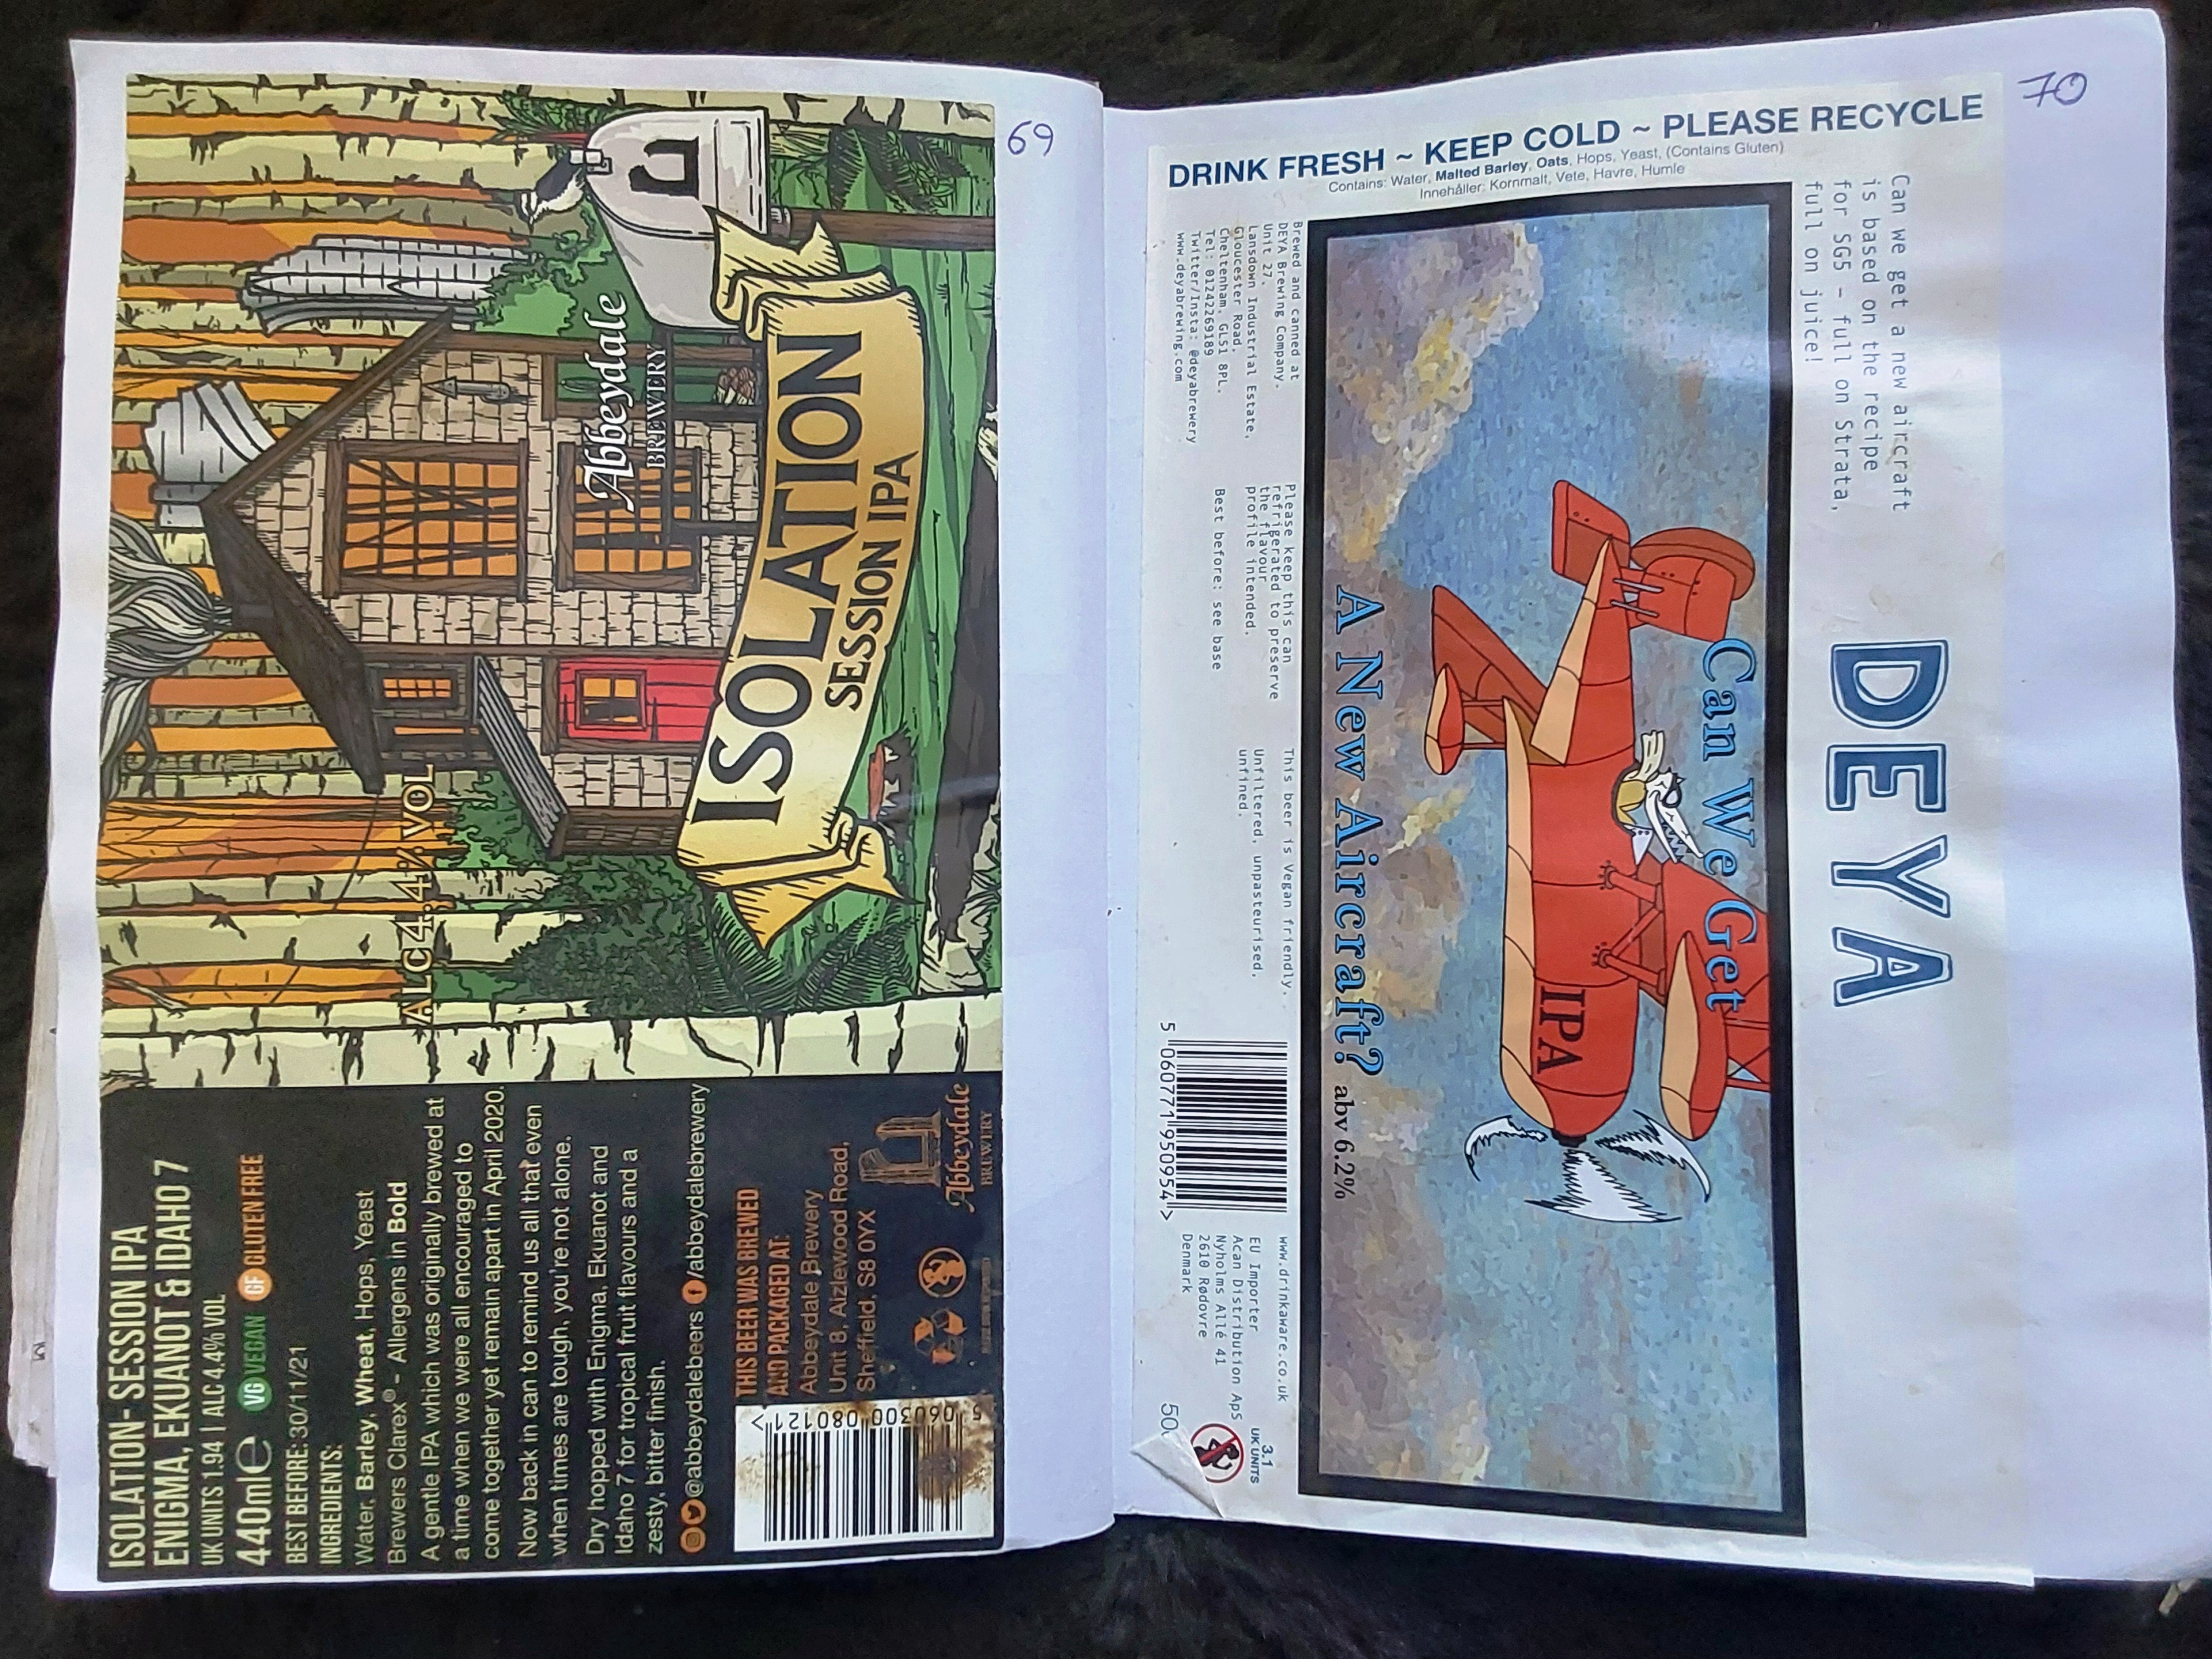 69
Abbeydale
BREWERY
ISOLATION
SESSION IPA
ALC 4.4% VOL
ISOLATION- SESSION IPA
ENIGMA, EKUANOT & IDAHO 7
UK UNITS 1.94 | ALC 4.4% VOL
440ml℮ VG VEGAN GF GLUTEN FREE
BEST BEFORE:30/11/21
INGREDIENTS:
Water, Barley, Wheat, Hops, Yeast
Brewers Clarex® - Allergens in Bold
A gentle IPA which was originally brewed at
a time when we were all encouraged to
come together yet remain apart in April 2020.
Now back in can to remind us all that even
when times are tough, you're not alone.
Dry hopped with Enigma, Ekuanot and
Idaho 7 for tropical fruit flavours and a
zesty, bitter finish.
@abbeydalebeers f/abbeydalebrewery
THIS BEER WAS BREWED
AND PACKAGED AT:
Abbeydale Brewery
Unit 8, Aizlewood Road,
Sheffield, S8 0YX
Abbeydale
BREWERY
5 060300 080121 >
70
DRINK FRESH ~ KEEP COLD ~ PLEASE RECYCLE
Contains: Water, Malted Barley, Oats, Hops, Yeast, (Contains Gluten)
Innehåller: Kornmalt, Vete, Havre, Humle
Can we get a new aircraft
is based on the recipe
for SG5 - full on Strata,
full on juice!
DEYA
Can We Get
IPA
A New Aircraft? abv 6.2%
Brewed and canned at
DEYA Brewing Company.
Unit 27.
Lansdown Industrial Estate.
Gloucester Road.
Cheltenham. GL51 8PL.
Tel: 01242269189
Twitter/Insta: @deyabrewery
www.deyabrewing.com
Please keep this can
refrigerated to preserve
the flavour
profile intended.
Best before: see base
This beer is Vegan friendly.
Unfiltered, unpasteurised.
unfined.
5 060771 950954 >
www.drinkaware.co.uk
EU Importer
Acan Distribution ApS
Nyholms Allé 41
2610 Rødovre
Denmark
3.1
UK UNITS